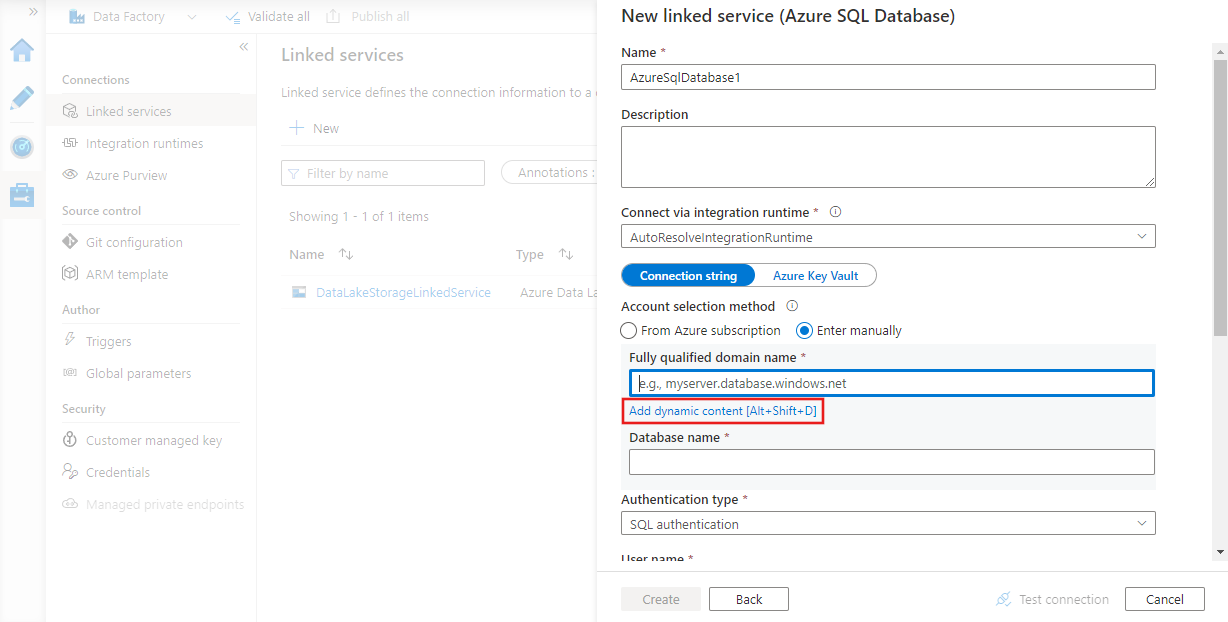 Data Factory
Validate all
Publish all
Connections
Linked services
Integration runtimes
Azure Purview
Source control
Git configuration
ARM template
Author
Triggers
Global parameters
Security
Customer managed key
Credentials
Managed private endpoints
Linked services
Linked service defines the connection information to a
New
Filter by name
Annotations :
Showing 1 - 1 of 1 items
Name
Type
DataLakeStorageLinkedService
Azure Data La
New linked service (Azure SQL Database)
Name *
AzureSqlDatabase1
Description
Connect via integration runtime *
AutoResolveIntegrationRuntime
Connection string
Azure Key Vault
Account selection method
From Azure subscription
Enter manually
Fully qualified domain name *
e.g., myserver.database.windows.net
Add dynamic content [Alt+Shift+D]
Database name *
Authentication type *
SQL authentication
User name *
Create
Back
Test connection
Cancel